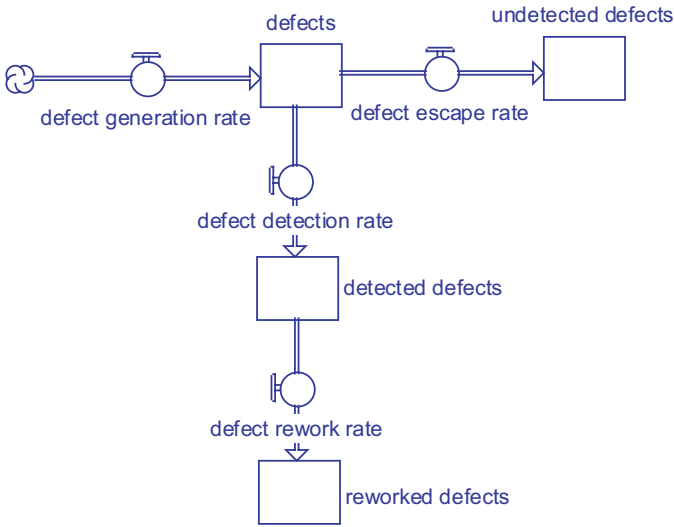 undetected defects
defects
defect generation rate
defect escape rate
defect detection rate
detected defects
defect rework rate
reworked defects